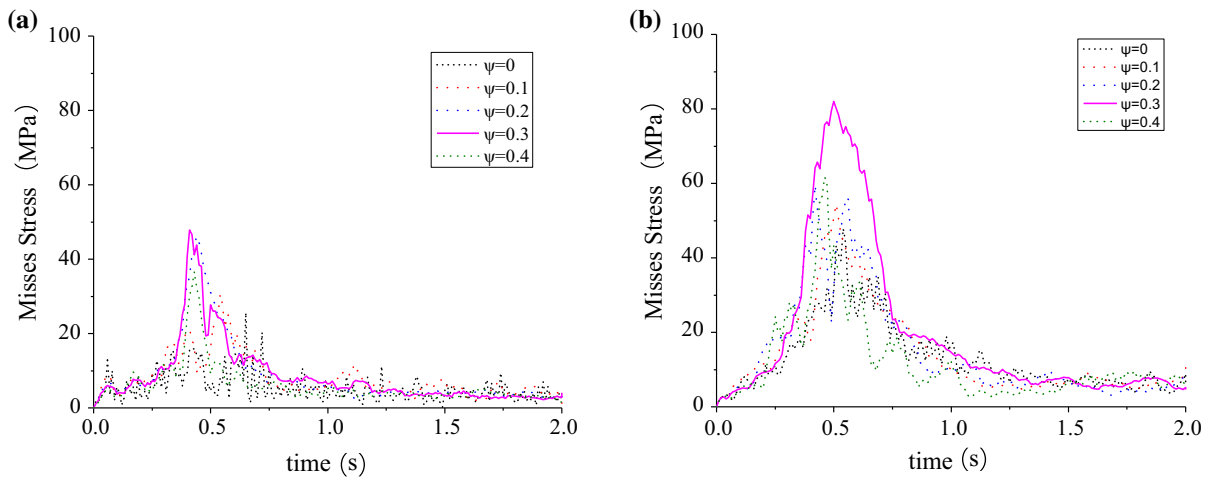 (a)
100
80
60
40
20
0
Misses Stress (MPa)
ψ=0
ψ=0.1
ψ=0.2
ψ=0.3
ψ=0.4
0.0 0.5 1.0 1.5 2.0
time (s)
(b)
100
80
60
40
20
0
Misses Stress (MPa)
ψ=0
ψ=0.1
ψ=0.2
ψ=0.3
ψ=0.4
0.0 0.5 1.0 1.5 2.0
time (s)